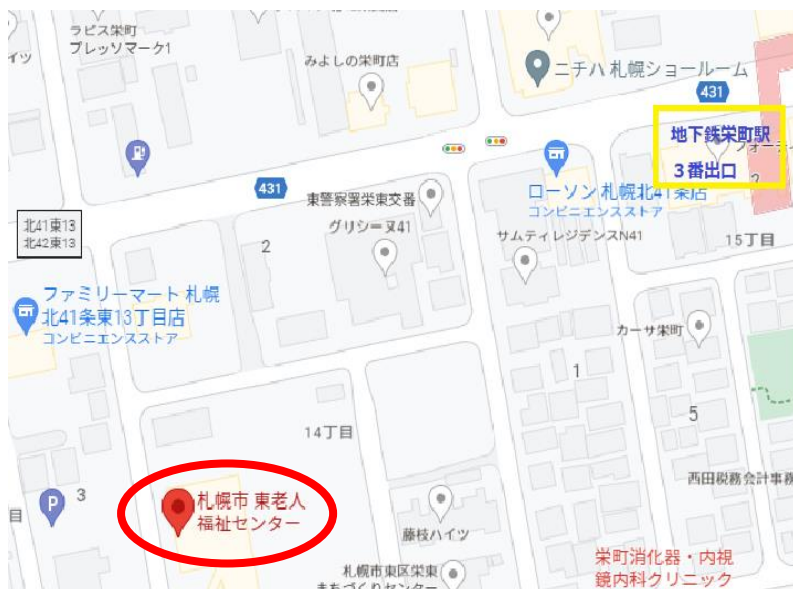 ラピス栄町
プレッソマーク1
みよしの栄町店
ニチハ 札幌ショールーム
431
地下鉄栄町駅
3番出口
ローソン 札幌北41条店
コンビニエンスストア
431
東警察署栄東交番
グリシーヌ41
サムティレジデンスN41
15丁目
北41東13
北42東13
2
2
ファミリーマート 札幌
北41条東13丁目店
コンビニエンスストア
カーサ栄町
1
5
14丁目
西田税務会計事務
P
3
目
札幌市 東老人
福祉センター
藤枝ハイツ
栄町消化器・内視
鏡内科クリニック
札幌市東区栄東
まちづくりセンター